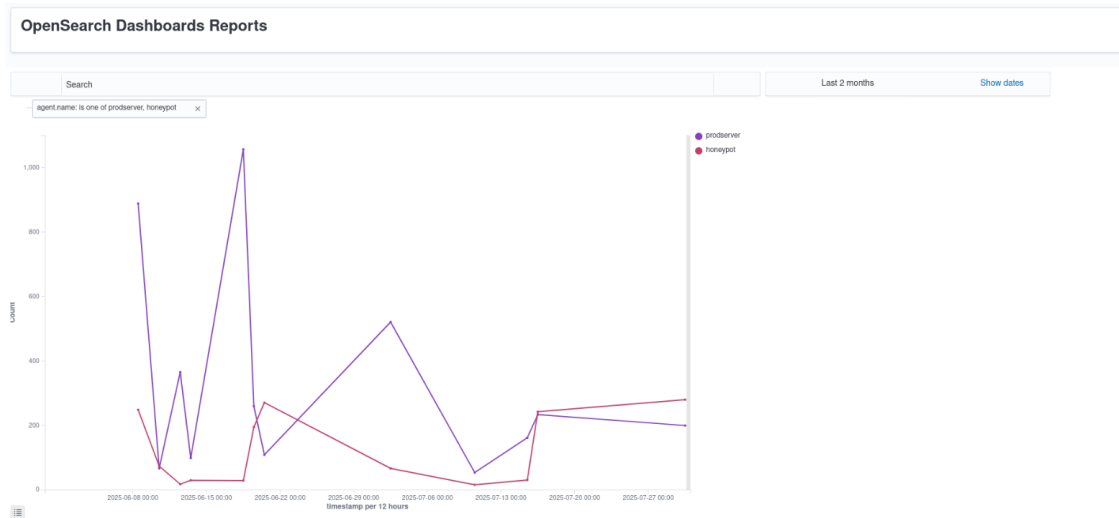 OpenSearch Dashboards Reports
Search
Last 2 months
Show dates
agent.name: is one of prodserver, honeypot ×
prodserver
honeypot
1,000
800
600
400
200
0
Count
2025-06-08 00:00
2025-06-15 00:00
2025-06-22 00:00
2025-06-29 00:00
2025-07-06 00:00
2025-07-13 00:00
2025-07-20 00:00
2025-07-27 00:00
timestamp per 12 hours